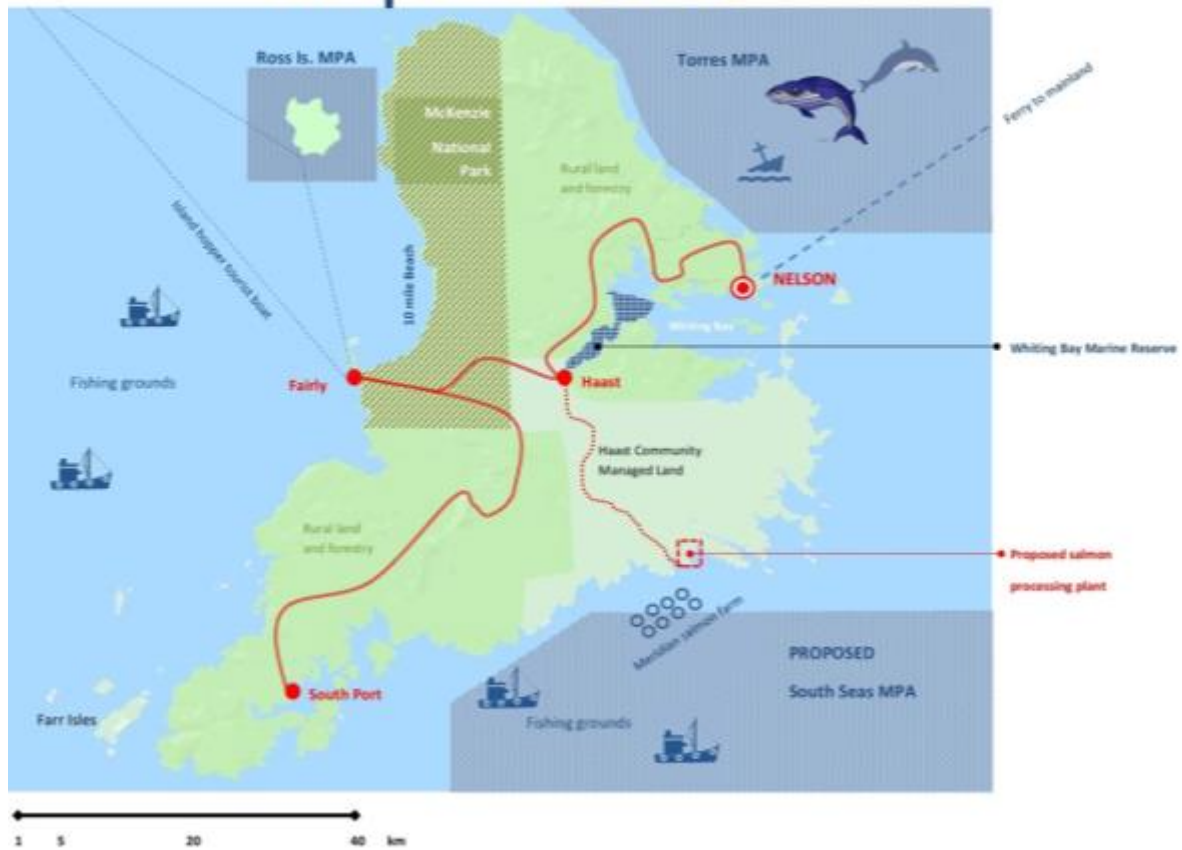 Ross Is. MPA
Torres MPA
McKenzie
National
Park
Ferry to mainland
Rural land
and forestry
Island hopper tourist boat
10 mile Beach
NELSON
Whiting Bay
Whiting Bay Marine Reserve
Fishing grounds
Fairly
Haast
Haast Community
Managed Land
Rural land
and forestry
Proposed salmon
processing plant
Meridian salmon farm
PROPOSED
South Seas MPA
South Port
Farr Isles
Fishing grounds
1 5 20 40 km